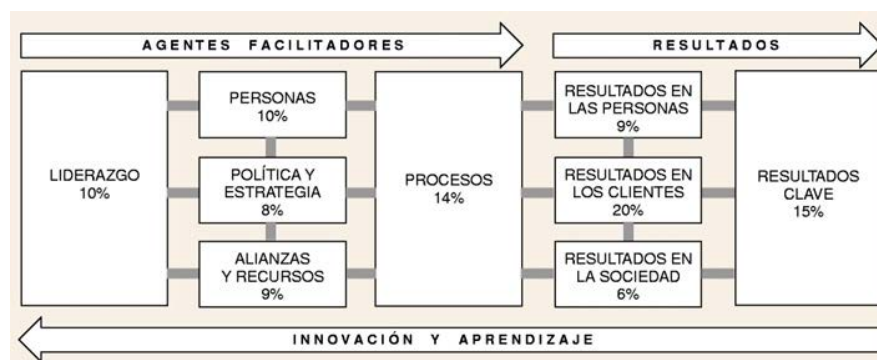 AGENTES FACILITADORES
RESULTADOS
LIDERAZGO
10%
PERSONAS
10%
POLÍTICA Y
ESTRATEGIA
8%
ALIANZAS
Y RECURSOS
9%
PROCESOS
14%
RESULTADOS EN
LAS PERSONAS
9%
RESULTADOS EN
LOS CLIENTES
20%
RESULTADOS EN
LA SOCIEDAD
6%
RESULTADOS
CLAVE
15%
INNOVACIÓN Y APRENDIZAJE